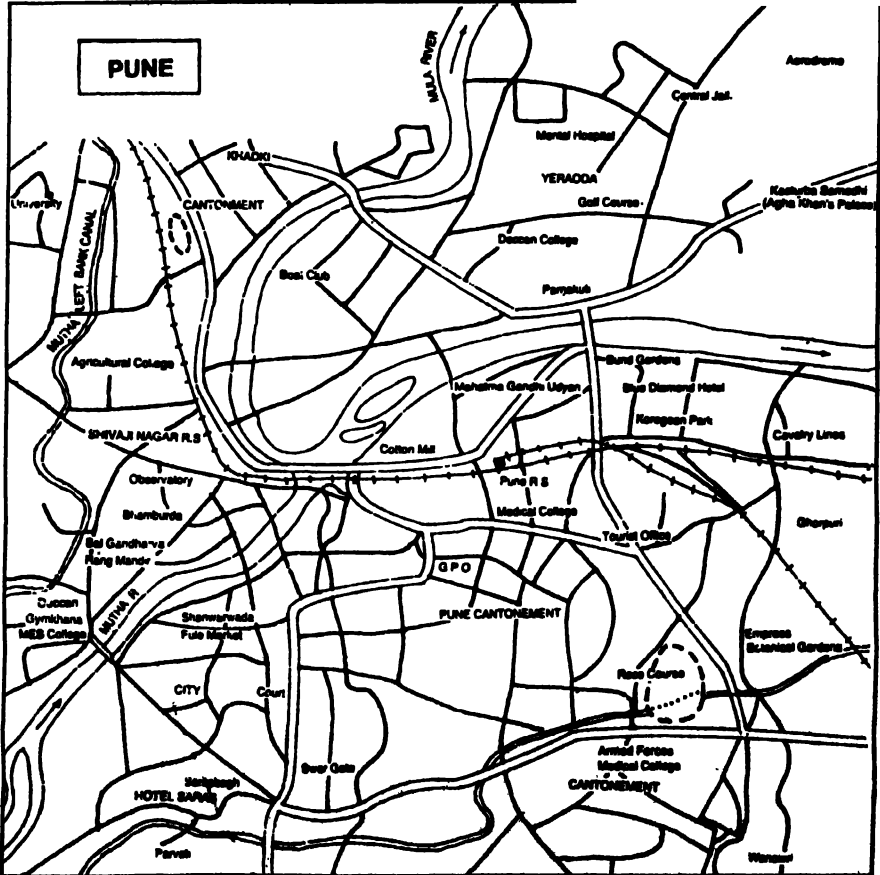 PUNE
MULA RIVER
Aerodrome
Central Jail.
Mental Hospital
KHADKI
YERAODA
University
CANTONMENT
Golf Course
Kasturba Samadhi
(Agha Khan's Palace)
MUTHA LEFT BANK CANAL
Deccan College
Boat Club
Parnakuti
Agricultural College
Bund Gardens
Mahatma Gandhi Udyan
Blue Diamond Hotel
Koregaon Park
SHIVAJI NAGAR R.S
Cotton Mill
Cavalry Lines
Observatory
Pune R S
Bhamburda
Medical College
Ghorpuri
Bal Gandharva
Rang Mandir
Tourist Office
G P O
Deccan
Gymkhana
MES College
MUTHA R
Shanwarwada
Fule Market
PUNE CANTONEMENT
Empress
Botanical Gardens
Race Course
CITY
Court
Swar Gate
Armed Forces
Medical College
CANTONEMENT
Sarasbagh
HOTEL SARAS
Parvati
Wanauri